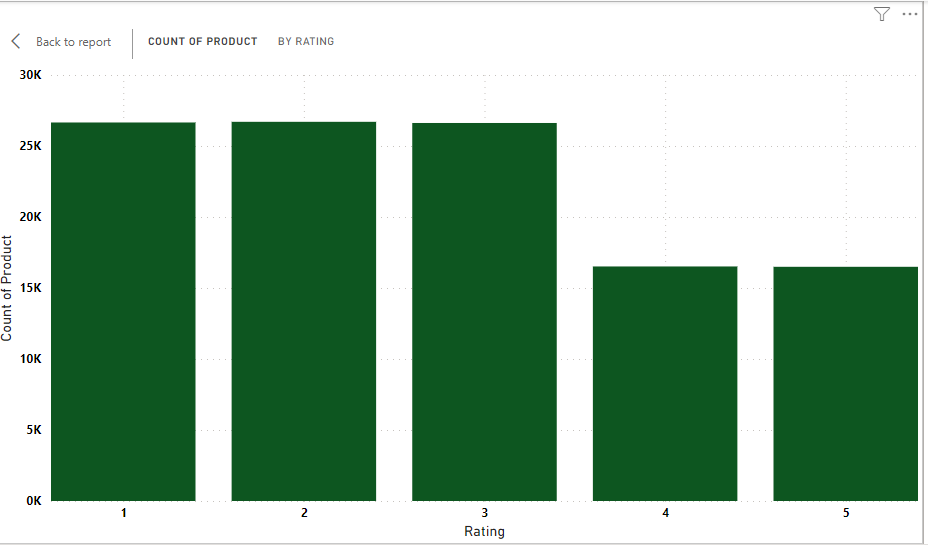 Back to report
COUNT OF PRODUCT BY RATING
30K
25K
20K
15K
10K
5K
0K
Count of Product
1 2 3 4 5
Rating